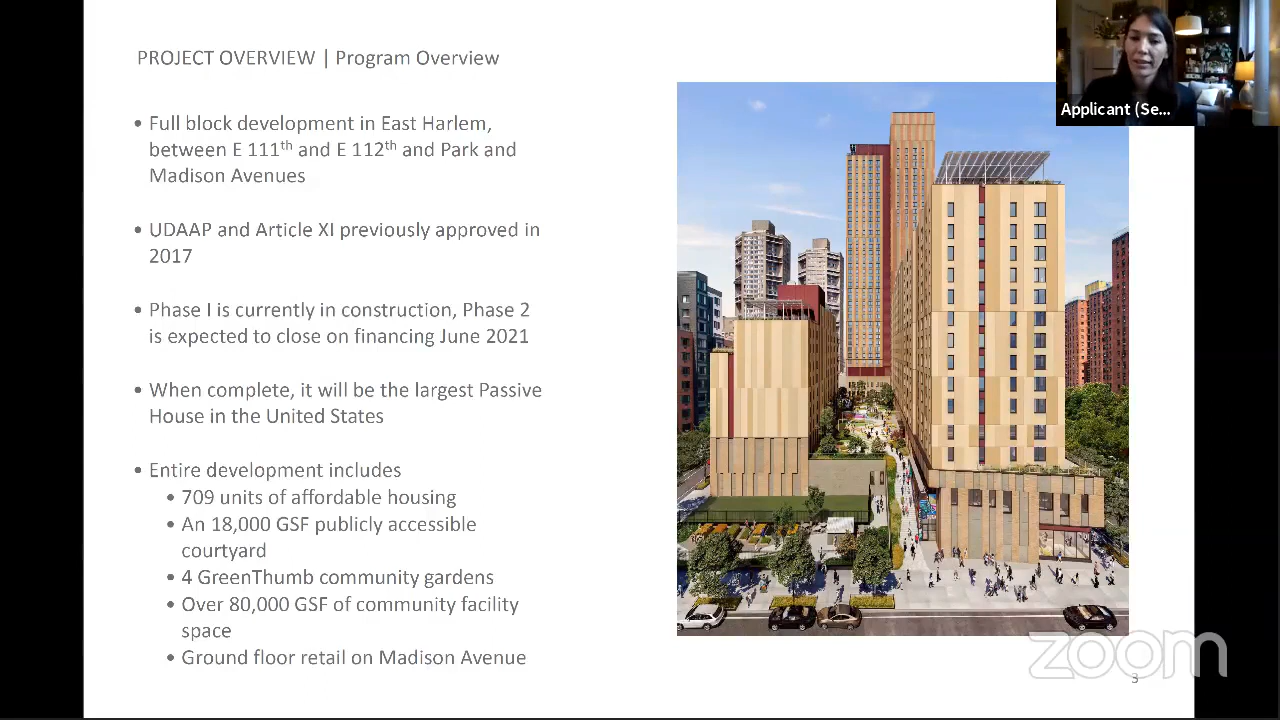 PROJECT OVERVIEW | Program Overview
Applicant (Se...
• Full block development in East Harlem,
between E 111th and E 112th and Park and
Madison Avenues
• UDAAP and Article XI previously approved in
2017
• Phase I is currently in construction, Phase 2
is expected to close on financing June 2021
• When complete, it will be the largest Passive
House in the United States
• Entire development includes
• 709 units of affordable housing
• An 18,000 GSF publicly accessible
courtyard
• 4 GreenThumb community gardens
• Over 80,000 GSF of community facility
space
• Ground floor retail on Madison Avenue
zoom
3